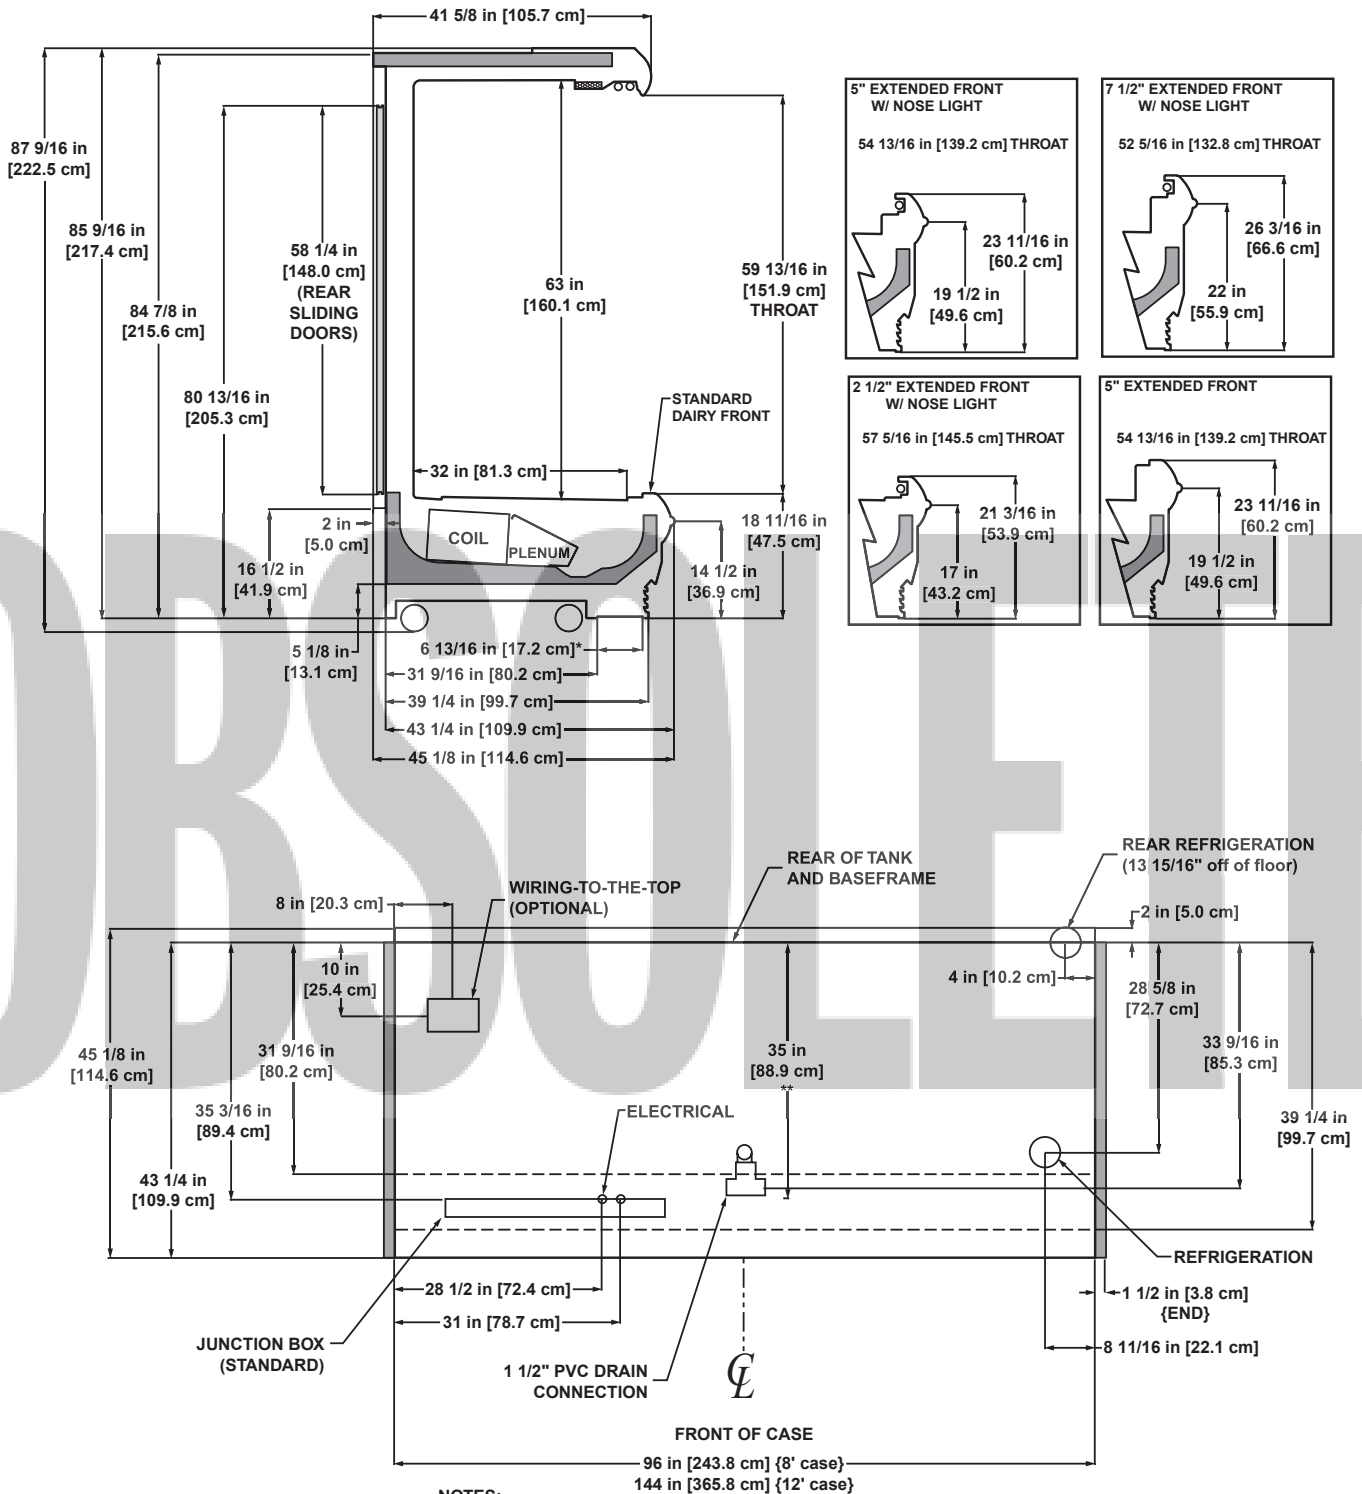 41 5/8 in [105.7 cm]
87 9/16 in
[222.5 cm]
85 9/16 in
[217.4 cm]
84 7/8 in
[215.6 cm]
80 13/16 in
[205.3 cm]
58 1/4 in
[148.0 cm]
(REAR
SLIDING
DOORS)
63 in
[160.1 cm]
59 13/16 in
[151.9 cm]
THROAT
STANDARD
DAIRY FRONT
32 in [81.3 cm]
2 in
[5.0 cm]
COIL
PLENUM
18 11/16 in
[47.5 cm]
16 1/2 in
[41.9 cm]
14 1/2 in
[36.9 cm]
5 1/8 in
[13.1 cm]
6 13/16 in [17.2 cm]*
31 9/16 in [80.2 cm]
39 1/4 in [99.7 cm]
43 1/4 in [109.9 cm]
45 1/8 in [114.6 cm]
5" EXTENDED FRONT
W/ NOSE LIGHT
54 13/16 in [139.2 cm] THROAT
23 11/16 in
[60.2 cm]
19 1/2 in
[49.6 cm]
7 1/2" EXTENDED FRONT
W/ NOSE LIGHT
52 5/16 in [132.8 cm] THROAT
26 3/16 in
[66.6 cm]
22 in
[55.9 cm]
2 1/2" EXTENDED FRONT
W/ NOSE LIGHT
57 5/16 in [145.5 cm] THROAT
21 3/16 in
[53.9 cm]
17 in
[43.2 cm]
5" EXTENDED FRONT
54 13/16 in [139.2 cm] THROAT
23 11/16 in
[60.2 cm]
19 1/2 in
[49.6 cm]
OBSOLETE
REAR OF TANK
AND BASEFRAME
REAR REFRIGERATION
(13 15/16" off of floor)
WIRING-TO-THE-TOP
(OPTIONAL)
8 in [20.3 cm]
2 in [5.0 cm]
10 in
[25.4 cm]
4 in [10.2 cm]
28 5/8 in
[72.7 cm]
33 9/16 in
[85.3 cm]
45 1/8 in
[114.6 cm]
31 9/16 in
[80.2 cm]
35 in
[88.9 cm]
**
35 3/16 in
[89.4 cm]
ELECTRICAL
39 1/4 in
[99.7 cm]
43 1/4 in
[109.9 cm]
REFRIGERATION
28 1/2 in [72.4 cm]
1 1/2 in [3.8 cm]
{END}
31 in [78.7 cm]
8 11/16 in [22.1 cm]
JUNCTION BOX
(STANDARD)
1 1/2" PVC DRAIN
CONNECTION
CL
FRONT OF CASE
96 in [243.8 cm] {8' case}
144 in [365.8 cm] {12' case}
NOTES: